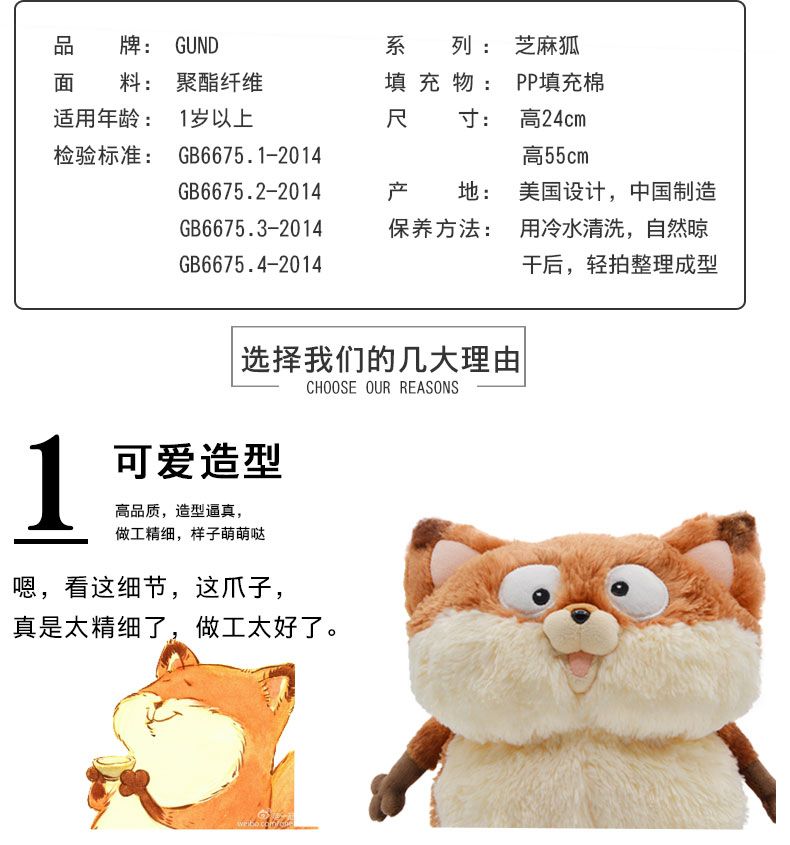 品 牌： GUND
系 列： 芝麻狐
面 料： 聚酯纤维
填充物： PP填充棉
适用年龄： 1岁以上
尺 寸： 高24cm
检验标准： GB6675.1-2014
高55cm
GB6675.2-2014
产 地： 美国设计，中国制造
GB6675.3-2014
保养方法： 用冷水清洗，自然晾
GB6675.4-2014
干后，轻拍整理成型
选择我们的几大理由
CHOOSE OUR REASONS
1
可爱造型
高品质，造型逼真，
做工精细，样子萌萌哒
嗯，看这细节，这爪子，
真是太精细了，做工太好了。